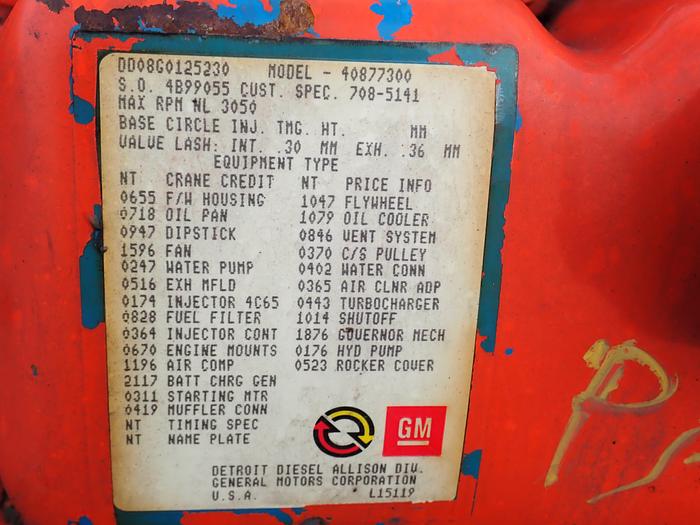 DD08G0125230 MODEL - 40877300
S.O. 4B99055 CUST. SPEC. 708-5141
MAX RPM NL 3050
BASE CIRCLE INJ. TMG. HT. MM
VALVE LASH: INT. .30 MM EXH. .36 MM
EQUIPMENT TYPE
NT CRANE CREDIT NT PRICE INFO
0655 F/W HOUSING 1047 FLYWHEEL
0718 OIL PAN 1079 OIL COOLER
0947 DIPSTICK 0846 VENT SYSTEM
1596 FAN 0370 C/S PULLEY
0247 WATER PUMP 0402 WATER CONN
0516 EXH MFLD 0365 AIR CLNR ADP
0174 INJECTOR 4C65 0443 TURBOCHARGER
0828 FUEL FILTER 1014 SHUTOFF
0364 INJECTOR CONT 1876 GOVERNOR MECH
0670 ENGINE MOUNTS 0176 HYD PUMP
1196 AIR COMP 0523 ROCKER COVER
2117 BATT CHRG GEN
0311 STARTING MTR
0419 MUFFLER CONN
NT TIMING SPEC
NT NAME PLATE
GM
DETROIT DIESEL ALLISON DIV.
GENERAL MOTORS CORPORATION
U.S.A. L15119